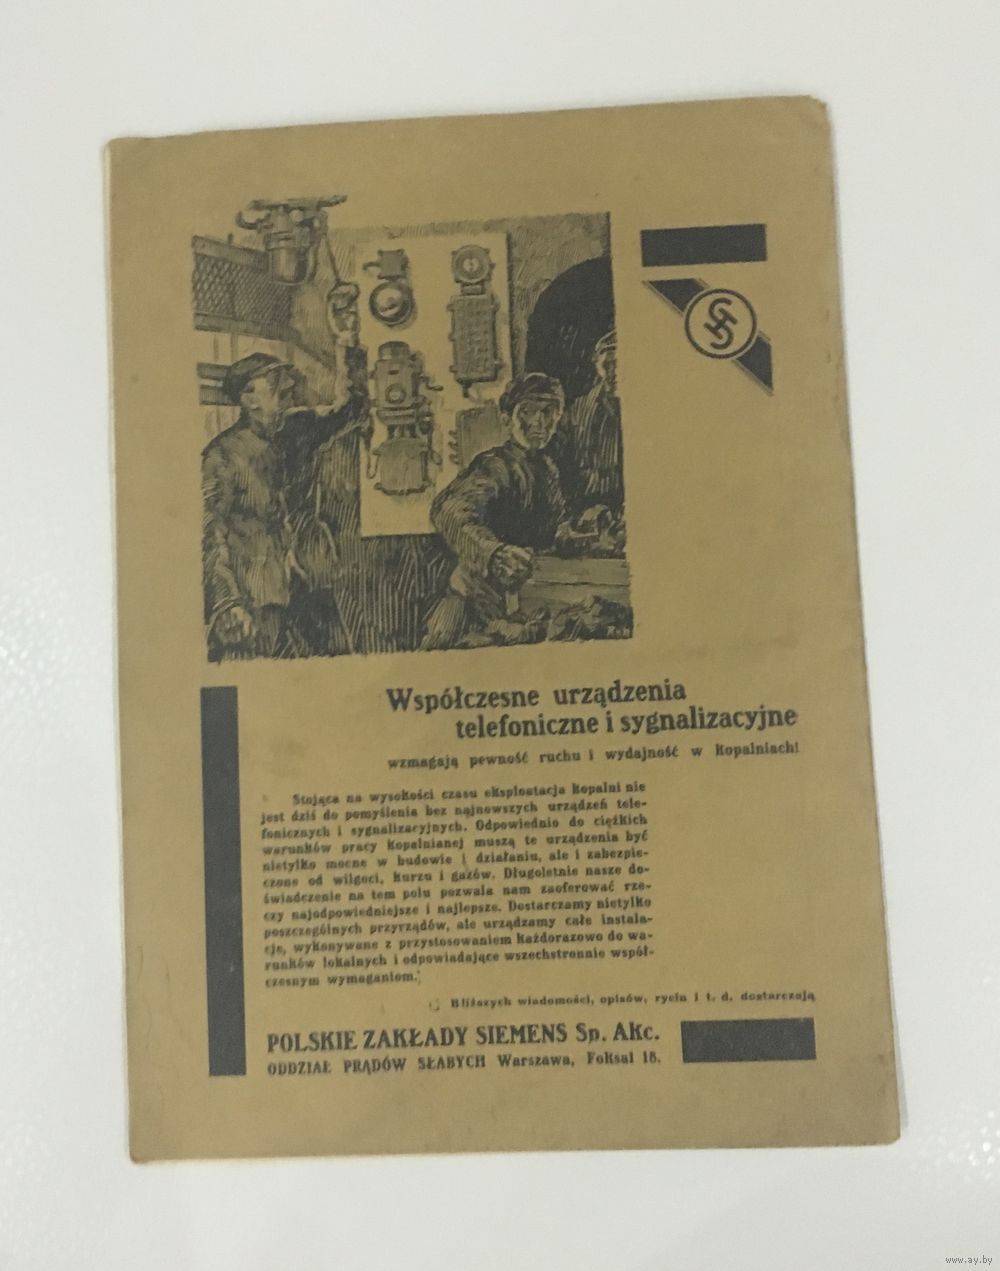 Ruh
Współczesne urządzenia
telefoniczne i sygnalizacyjne
wzmagają pewność ruchu i wydajność w kopalniach!
Stojąca na wysokości czasu eksploatacja kopalni nie
jest dziś do pomyślenia bez najnowszych urządzeń tele-
fonicznych i sygnalizacyjnych. Odpowiednio do ciężkich
warunków pracy kopalnianej muszą te urządzenia być
nietylko mocne w budowie i działaniu, ale i zabezpie-
czone od wilgoci, kurzu i gazów. Długoletnie nasze do-
świadczenie na tem polu pozwala nam zaoferować rze-
czy najodpowiedniejsze i najlepsze. Dostarczamy nietylko
poszczególnych przyrządów, ale urządzamy całe instala-
cje, wykonywane z przystosowaniem każdorazowo do wa-
runków lokalnych i odpowiadające wszechstronnie współ-
czesnym wymaganiom.
Bliższych wiadomości, opisów, rycin i t. d. dostarczają
POLSKIE ZAKŁADY SIEMENS Sp. Akc.
ODDZIAŁ PRĄDÓW SŁABYCH Warszawa, Foksal 18.
www.ay.by